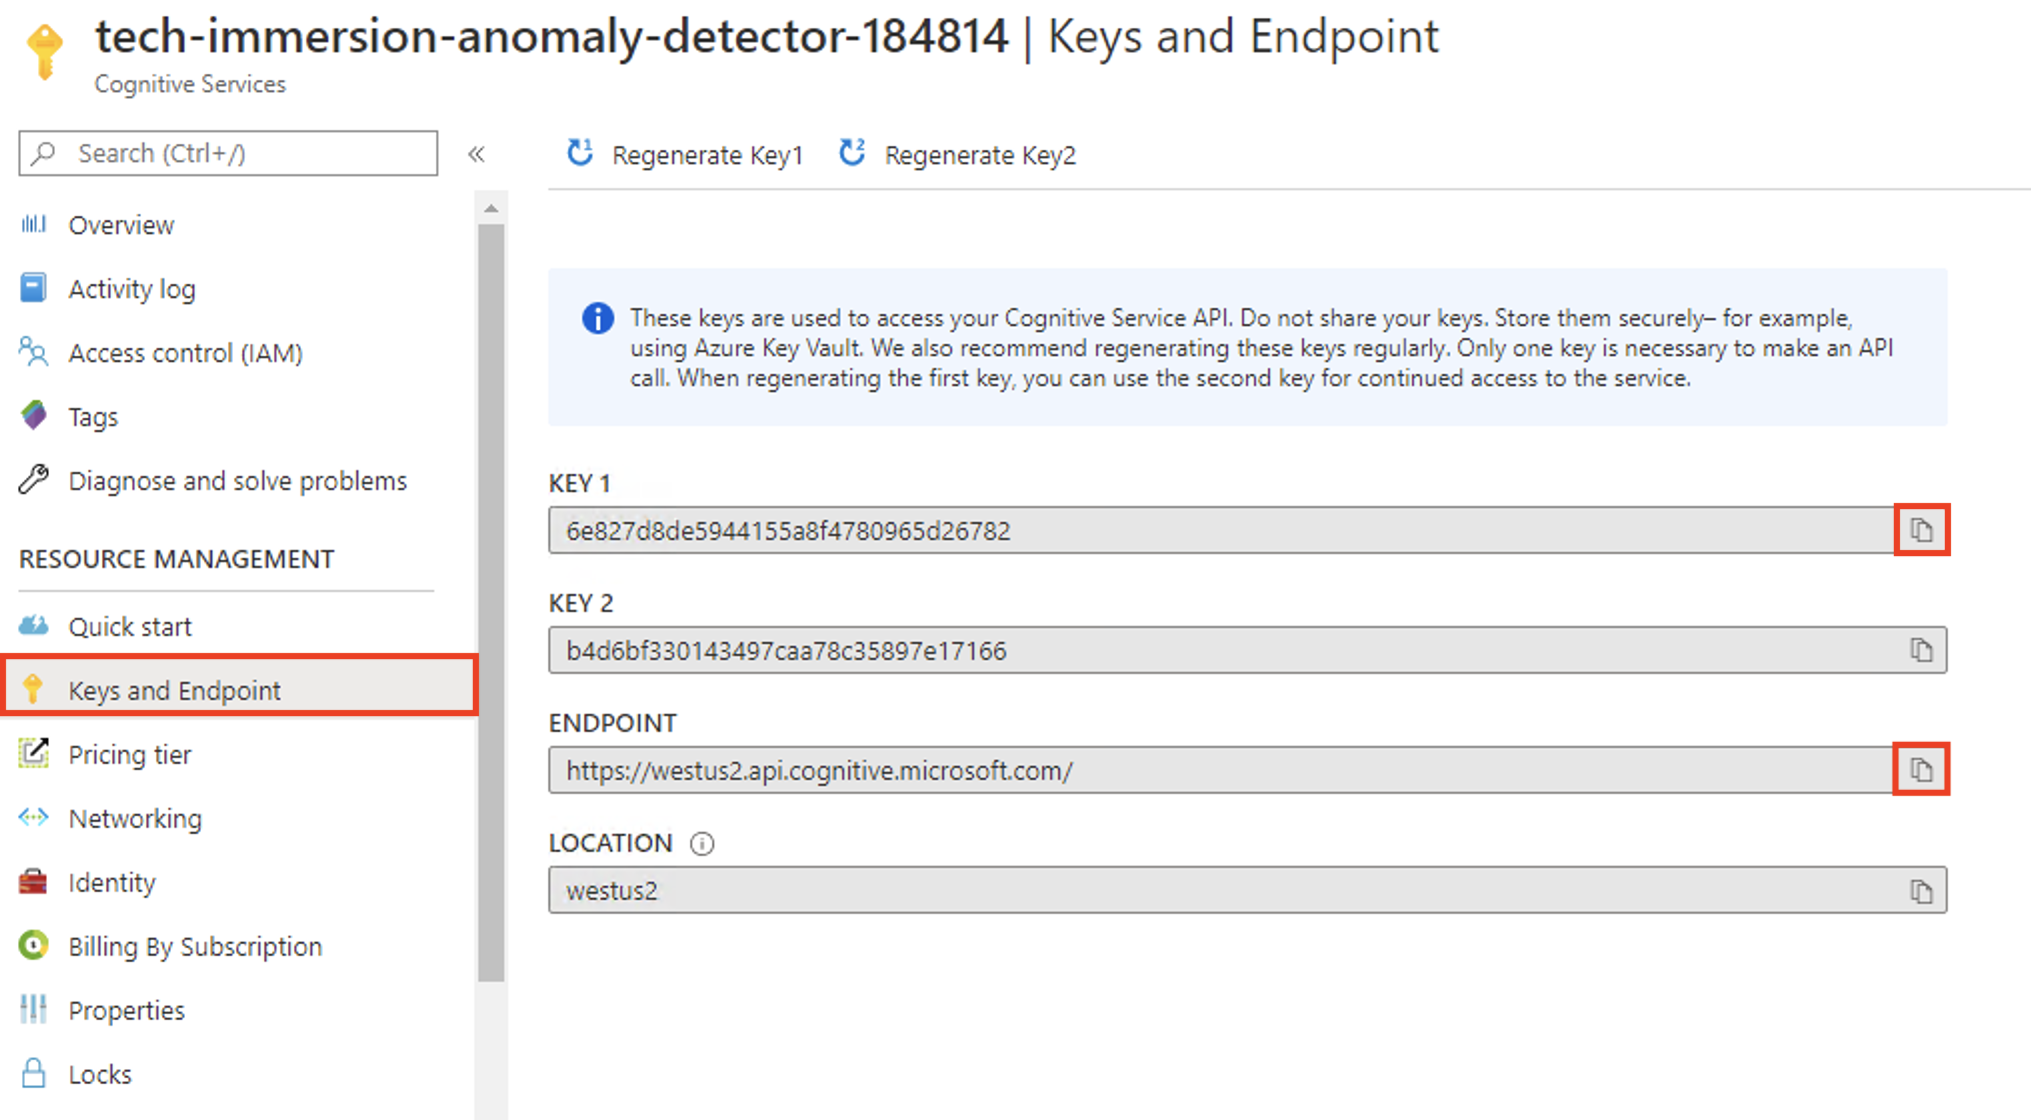 tech-immersion-anomaly-detector-184814 | Keys and Endpoint
Cognitive Services
Search (Ctrl+/)
«
Overview
Activity log
Access control (IAM)
Tags
Diagnose and solve problems
RESOURCE MANAGEMENT
Quick start
Keys and Endpoint
Pricing tier
Networking
Identity
Billing By Subscription
Properties
Locks
Regenerate Key1
Regenerate Key2
These keys are used to access your Cognitive Service API. Do not share your keys. Store them securely– for example,
using Azure Key Vault. We also recommend regenerating these keys regularly. Only one key is necessary to make an API
call. When regenerating the first key, you can use the second key for continued access to the service.
KEY 1
6e827d8de5944155a8f4780965d26782
KEY 2
b4d6bf330143497caa78c35897e17166
ENDPOINT
https://westus2.api.cognitive.microsoft.com/
LOCATION
westus2